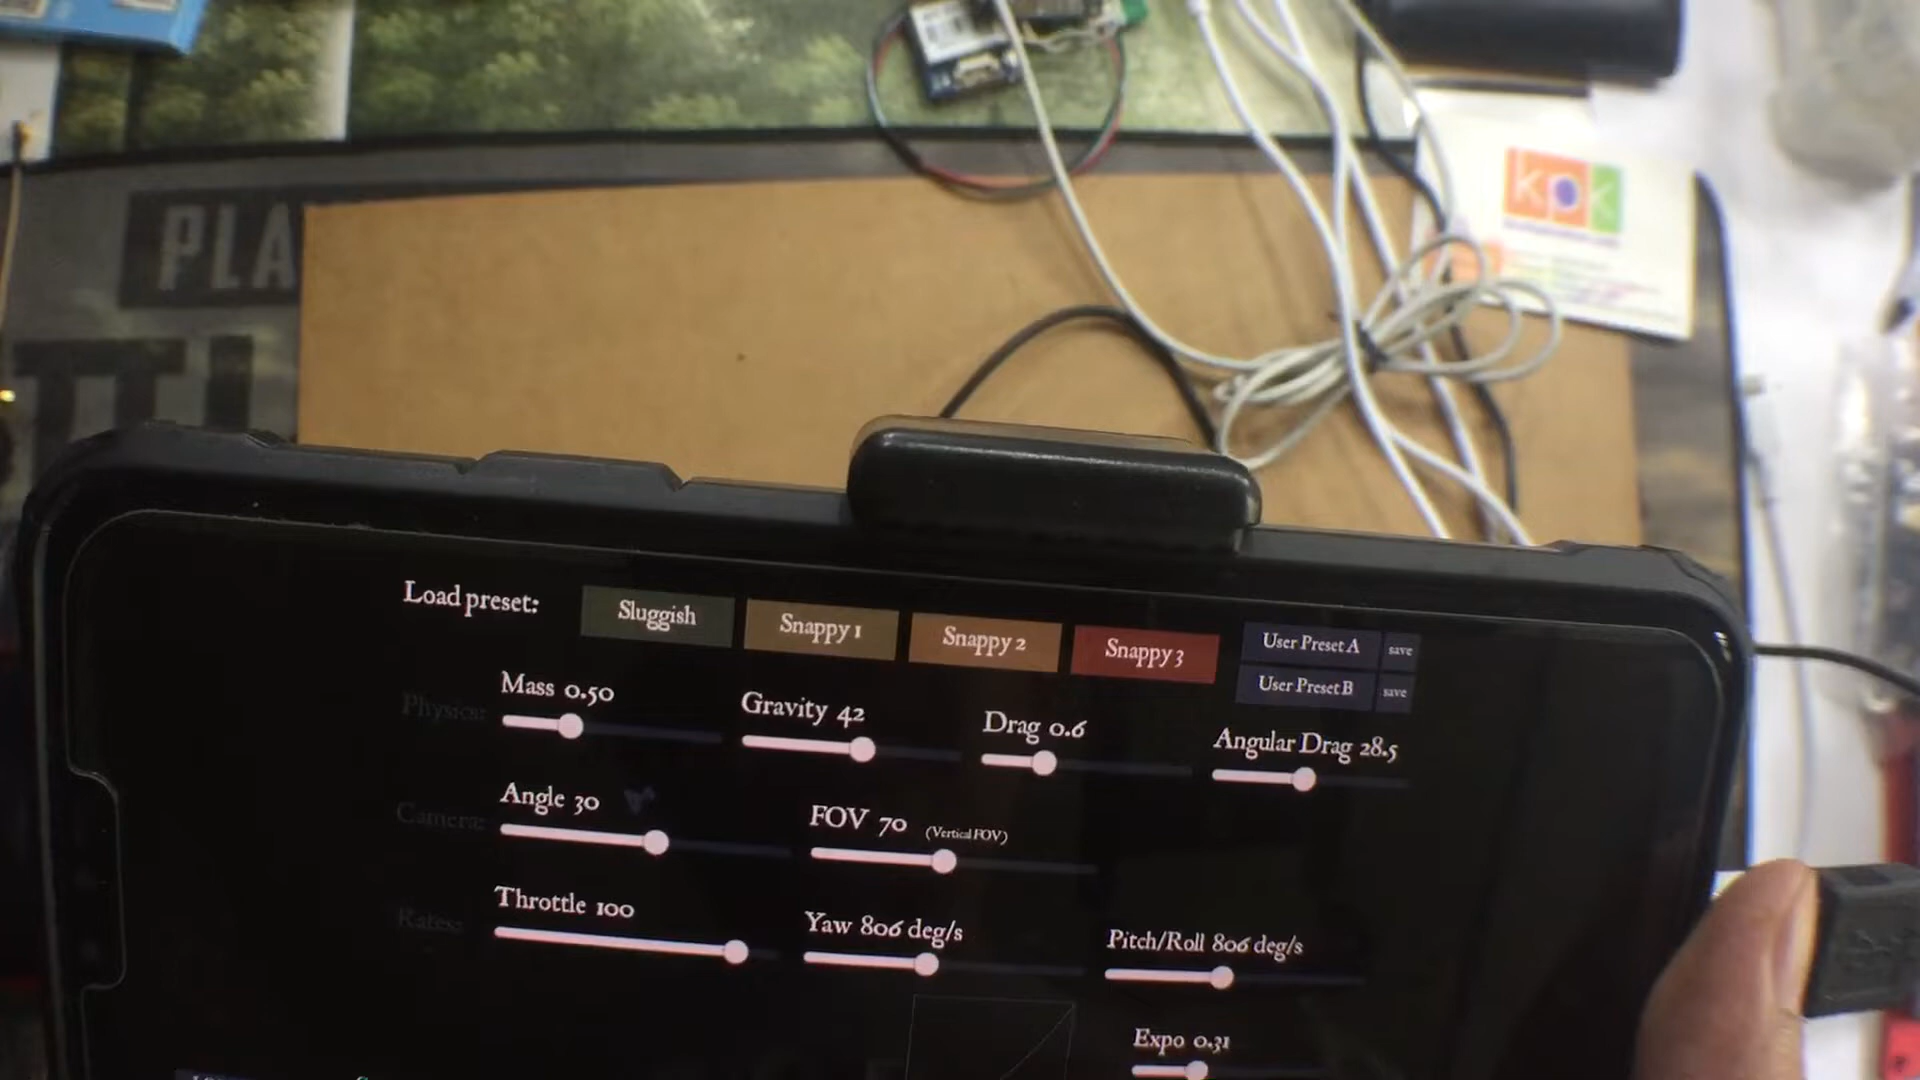 PLA
kpk
Load preset:
Sluggish
Snappy 1
Snappy 2
Snappy 3
User Preset A
save
User Preset B
save
Physics:
Mass 0.50
Gravity 42
Drag 0.6
Angular Drag 28.5
Camera:
Angle 30
FOV 70 (Vertical FOV)
Rates:
Throttle 100
Yaw 806 deg/s
Pitch/Roll 806 deg/s
Expo 0.31